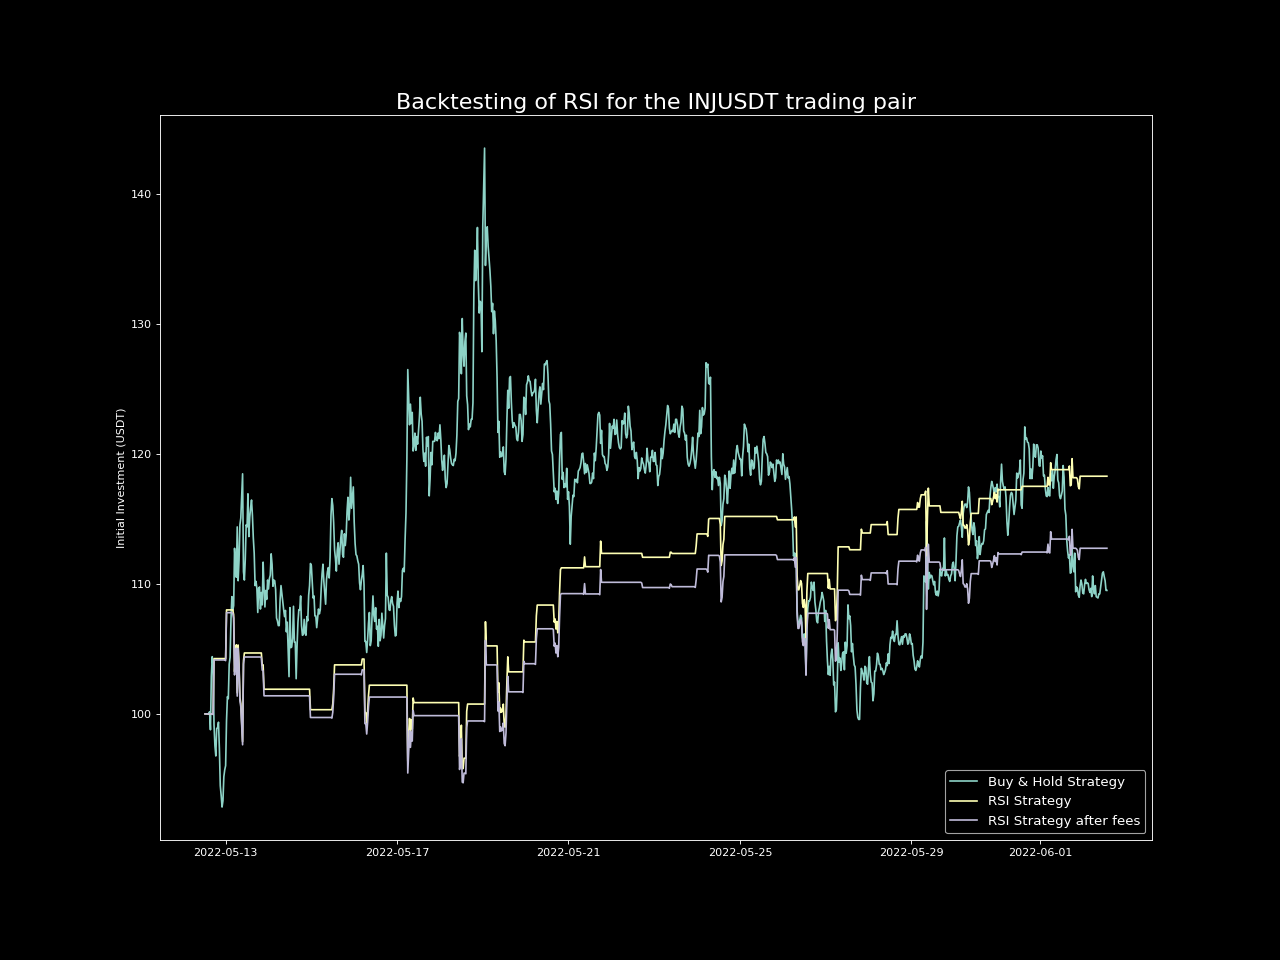 Backtesting of RSI for the INJUSDT trading pair
Initial Investment (USDT)
140
130
120
110
100
2022-05-13
2022-05-17
2022-05-21
2022-05-25
2022-05-29
2022-06-01
Buy & Hold Strategy
RSI Strategy
RSI Strategy after fees